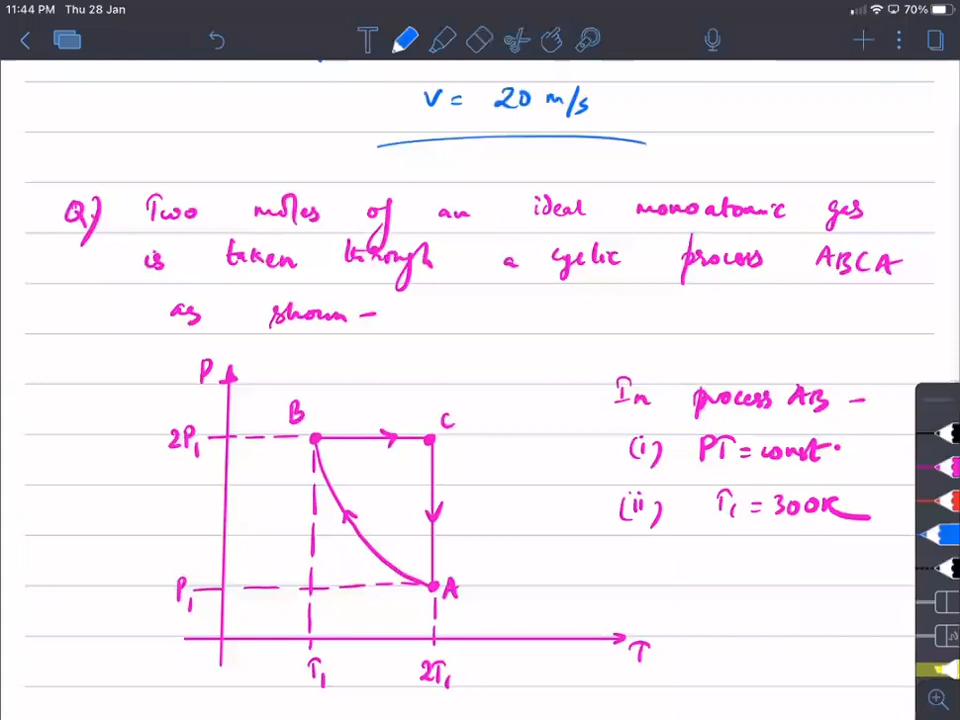 11:44 PM Thu 28 Jan
70%
T
V = 20 m/s
Q) Two moles of an ideal monoatomic gas
is taken through a cyclic process ABCA
as shown -
P
B
C
2P₁
In process AB -
(i) PT = const.
(ii) T₁ = 300K
P₁
A
T
T₁
2T₁